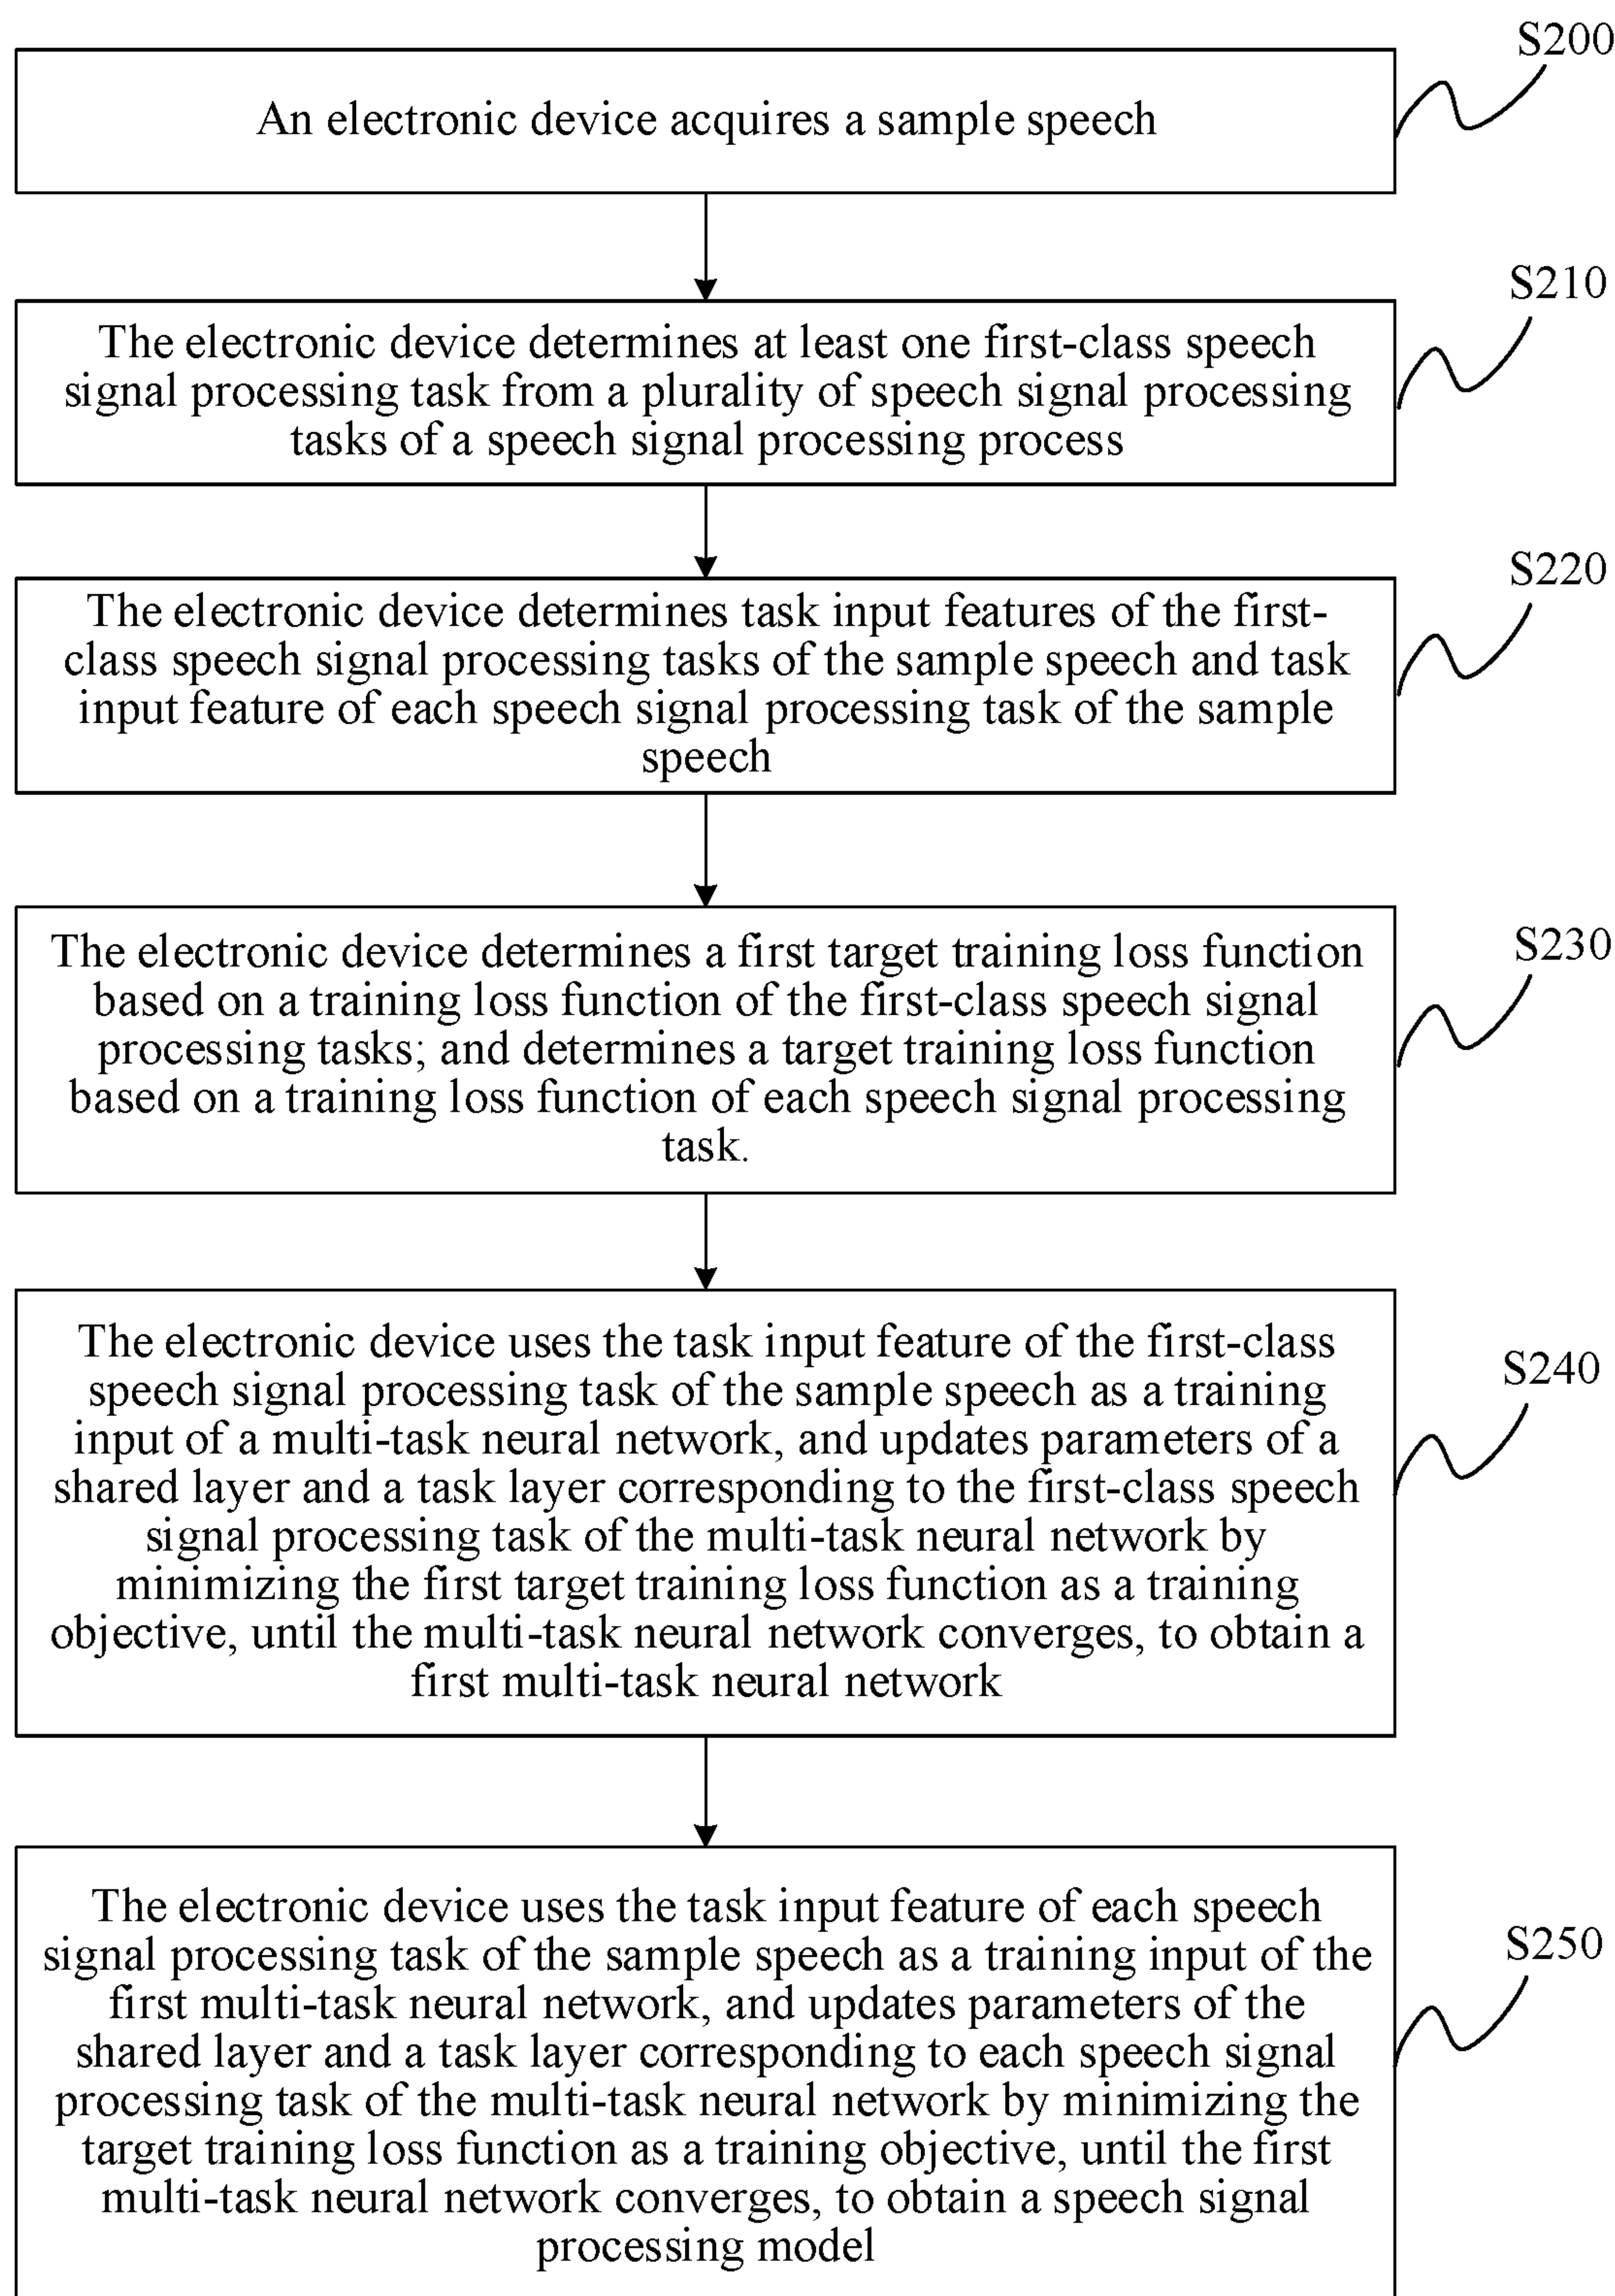 S200
An electronic device acquires a sample speech
S210
The electronic device determines at least one first-class speech
signal processing task from a plurality of speech signal processing
tasks of a speech signal processing process
S220
The electronic device determines task input features of the first-
class speech signal processing tasks of the sample speech and task
input feature of each speech signal processing task of the sample
speech
S230
The electronic device determines a first target training loss function
based on a training loss function of the first-class speech signal
processing tasks; and determines a target training loss function
based on a training loss function of each speech signal processing
task.
S240
The electronic device uses the task input feature of the first-class
speech signal processing task of the sample speech as a training
input of a multi-task neural network, and updates parameters of a
shared layer and a task layer corresponding to the first-class speech
signal processing task of the multi-task neural network by
minimizing the first target training loss function as a training
objective, until the multi-task neural network converges, to obtain a
first multi-task neural network
S250
The electronic device uses the task input feature of each speech
signal processing task of the sample speech as a training input of the
first multi-task neural network, and updates parameters of the
shared layer and a task layer corresponding to each speech signal
processing task of the multi-task neural network by minimizing the
target training loss function as a training objective, until the first
multi-task neural network converges, to obtain a speech signal
processing model